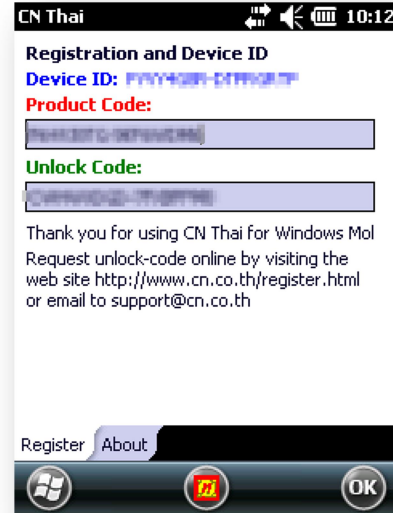 CN Thai 10:12
Registration and Device ID
Device ID:
Product Code:
Unlock Code:
Thank you for using CN Thai for Windows Mol
Request unlock-code online by visiting the
web site http://www.cn.co.th/register.html
or email to support@cn.co.th
Register About
OK